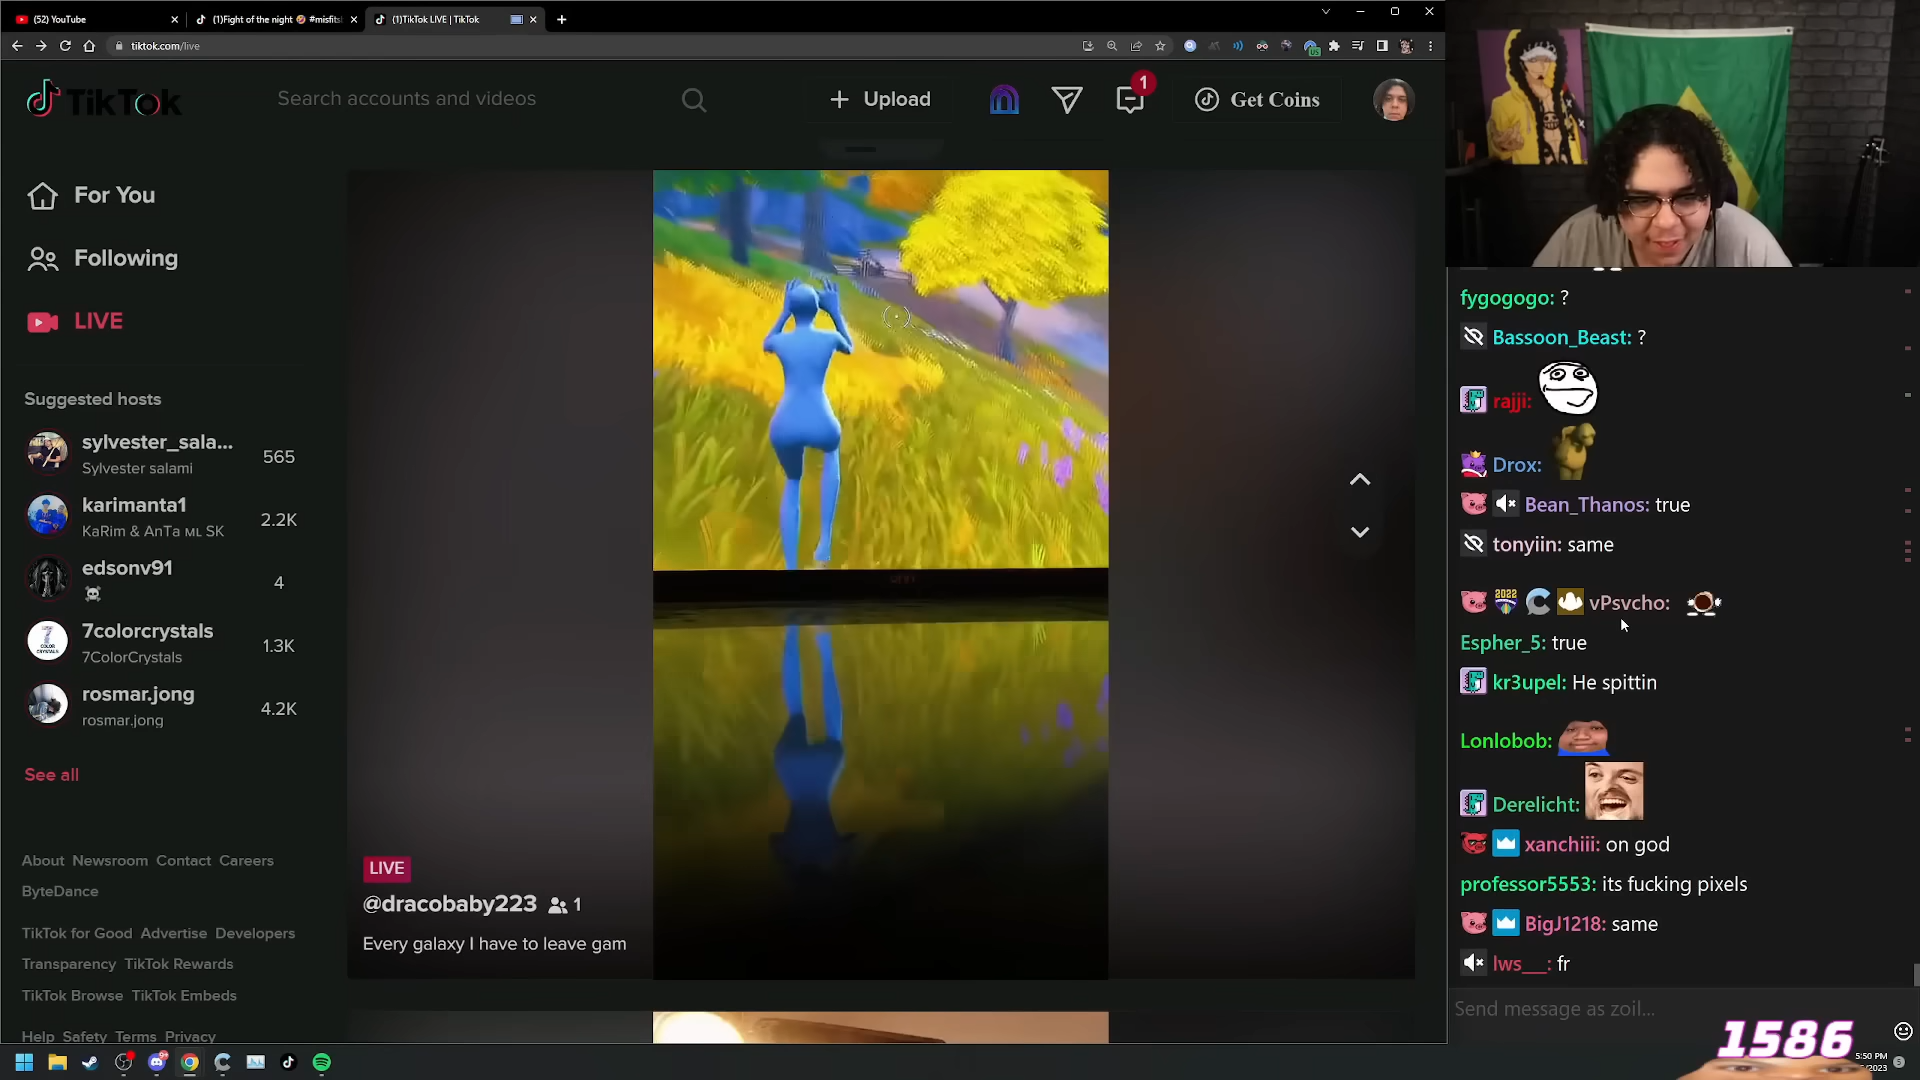 (52) YouTube
(1)Fight of the night 🤣 #misfits
(1)TikTok LIVE | TikTok
tiktok.com/live
TikTok
Search accounts and videos
Upload
1
Get Coins
For You
Following
LIVE
Suggested hosts
sylvester_sala...
Sylvester salami
565
karimanta1
KaRim & AnTa ᴍʟ SK
2.2K
edsonv91
☠
4
7colorcrystals
7ColorCrystals
1.3K
rosmar.jong
rosmar.jong
4.2K
See all
About Newsroom Contact Careers
ByteDance
TikTok for Good Advertise Developers
Transparency TikTok Rewards
TikTok Browse TikTok Embeds
Help Safety Terms Privacy
LIVE
@dracobaby223 1
Every galaxy I have to leave gam
fygogogo: ?
Bassoon_Beast: ?
rajji:
Drox:
Bean_Thanos: true
tonyiin: same
2022 vPsvcho:
Espher_5: true
kr3upel: He spittin
Lonlobob:
Derelicht:
xanchiii: on god
professor5553: its fucking pixels
BigJ1218: same
lws___: fr
Send message as zoil...
1586
5:50 PM
/2023